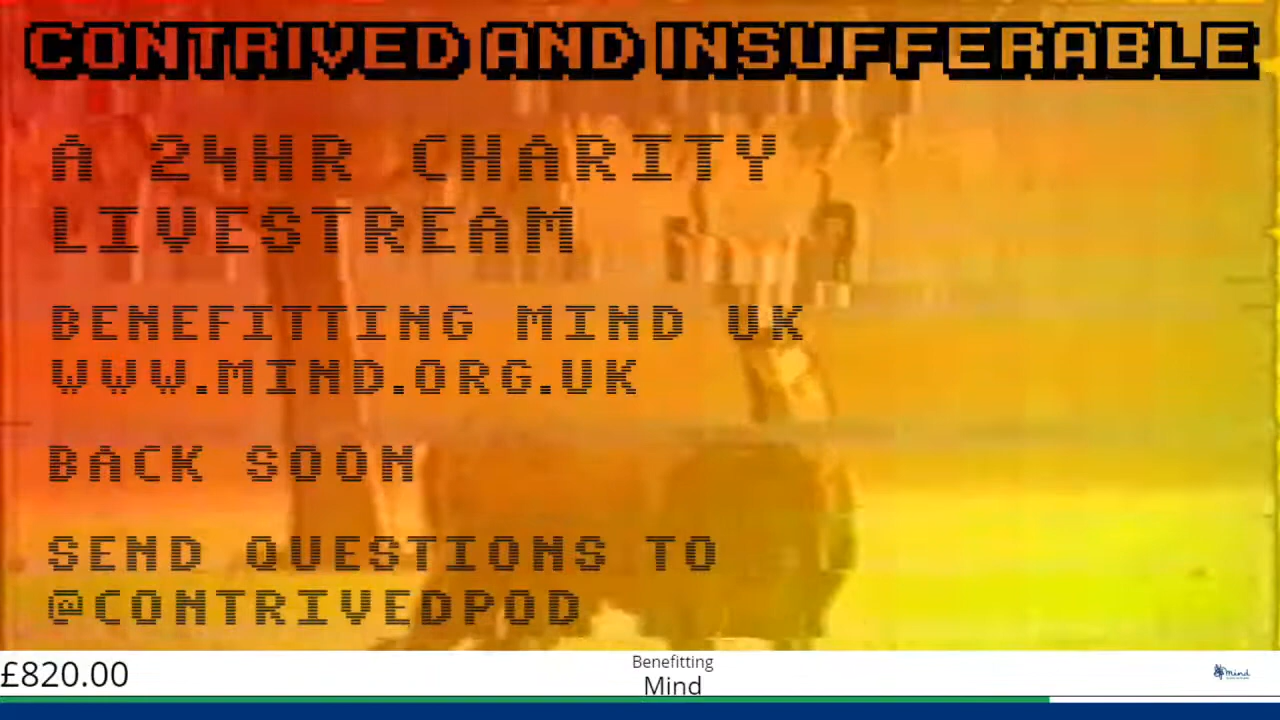 CONTRIVED AND INSUFFERABLE
A 24HR CHARITY
LIVESTREAM
BENEFITTING MIND UK
WWW.MIND.ORG.UK
BACK SOON
SEND QUESTIONS TO
@CONTRIVEDPOD
£820.00
Benefitting
Mind
mind